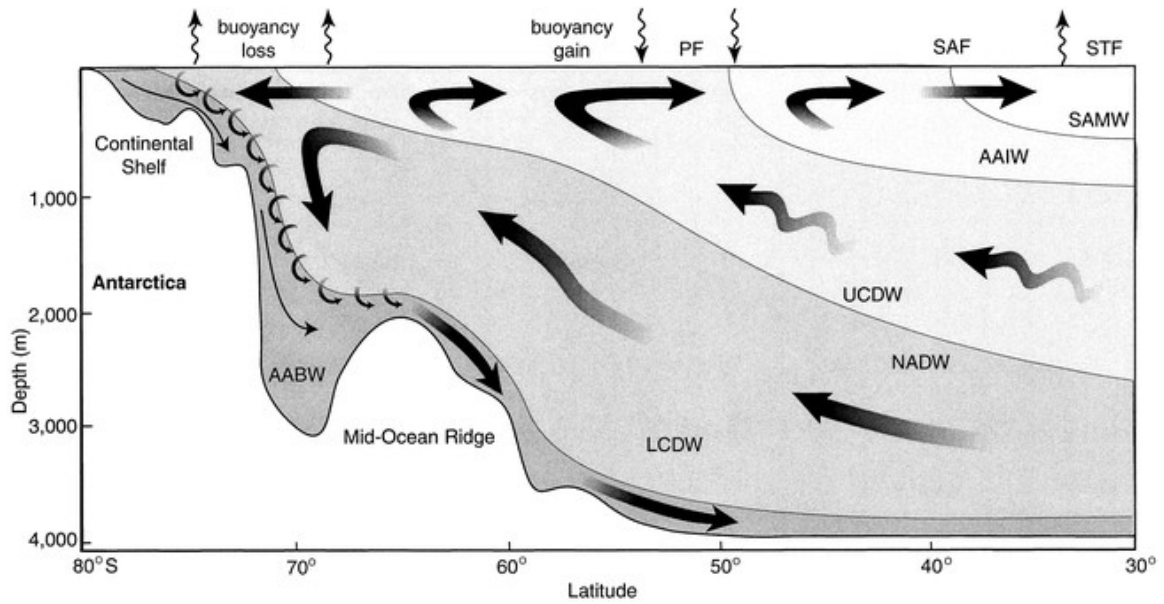 buoyancy
loss
buoyancy
gain
PF
SAF
STF
SAMW
Continental
Shelf
AAIW
1,000
Antarctica
UCDW
2,000
Depth (m)
NADW
AABW
3,000
Mid-Ocean Ridge
LCDW
4,000
80° S
70°
60°
50°
40°
30°
Latitude